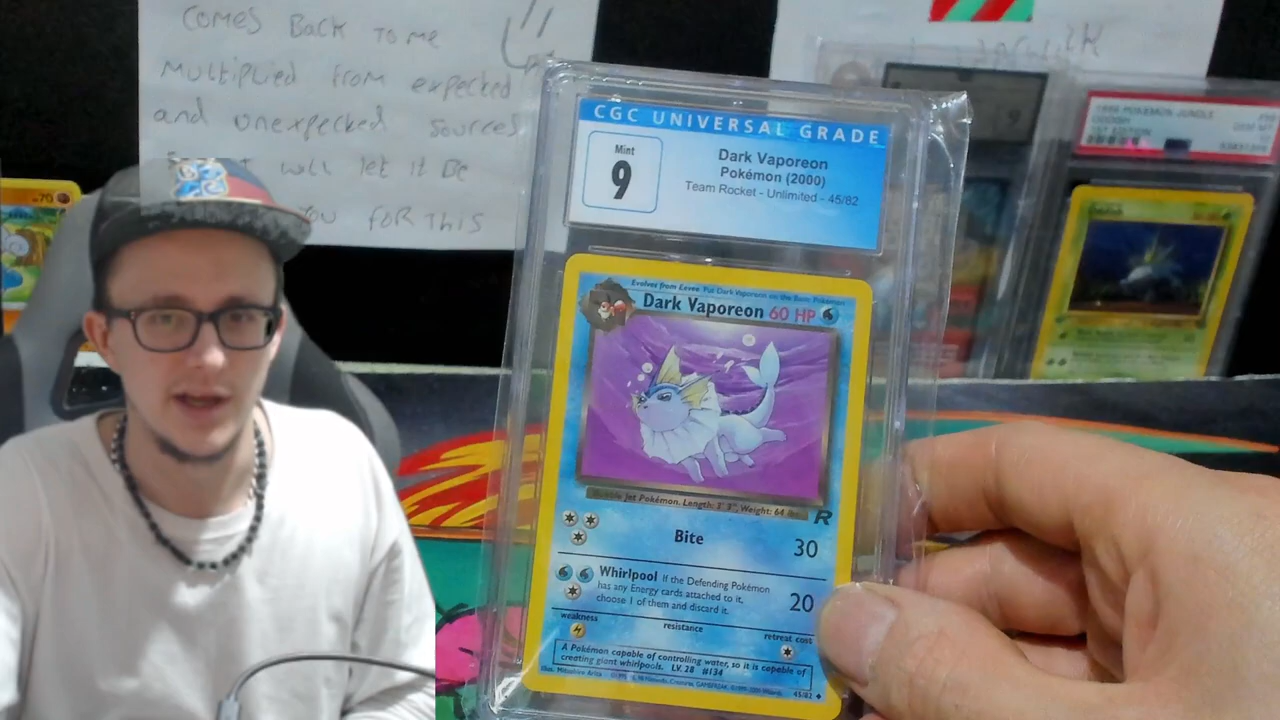 COMES BACK TO ME
MULTIPLIED FROM expected
and unexpected sources
will let it Be
YOU FOR THIS
HP 70
CGC UNIVERSAL GRADE
Mint
9
Dark Vaporeon
Pokémon (2000)
Team Rocket - Unlimited - 45/82
Evolves from Eevee Put Dark Vaporeon on the Basic Pokémon
Dark Vaporeon 60 HP
Jet Pokémon. Length: 3' 3", Weight: 64 lbs.
R
Bite 30
Whirlpool If the Defending Pokémon
has any Energy cards attached to it,
choose 1 of them and discard it. 20
weakness resistance retreat cost
A Pokémon capable of controlling water, so it is capable of
creating giant whirlpools. LV. 28 #134
Illus. Mitsuhiro Arita
45/82